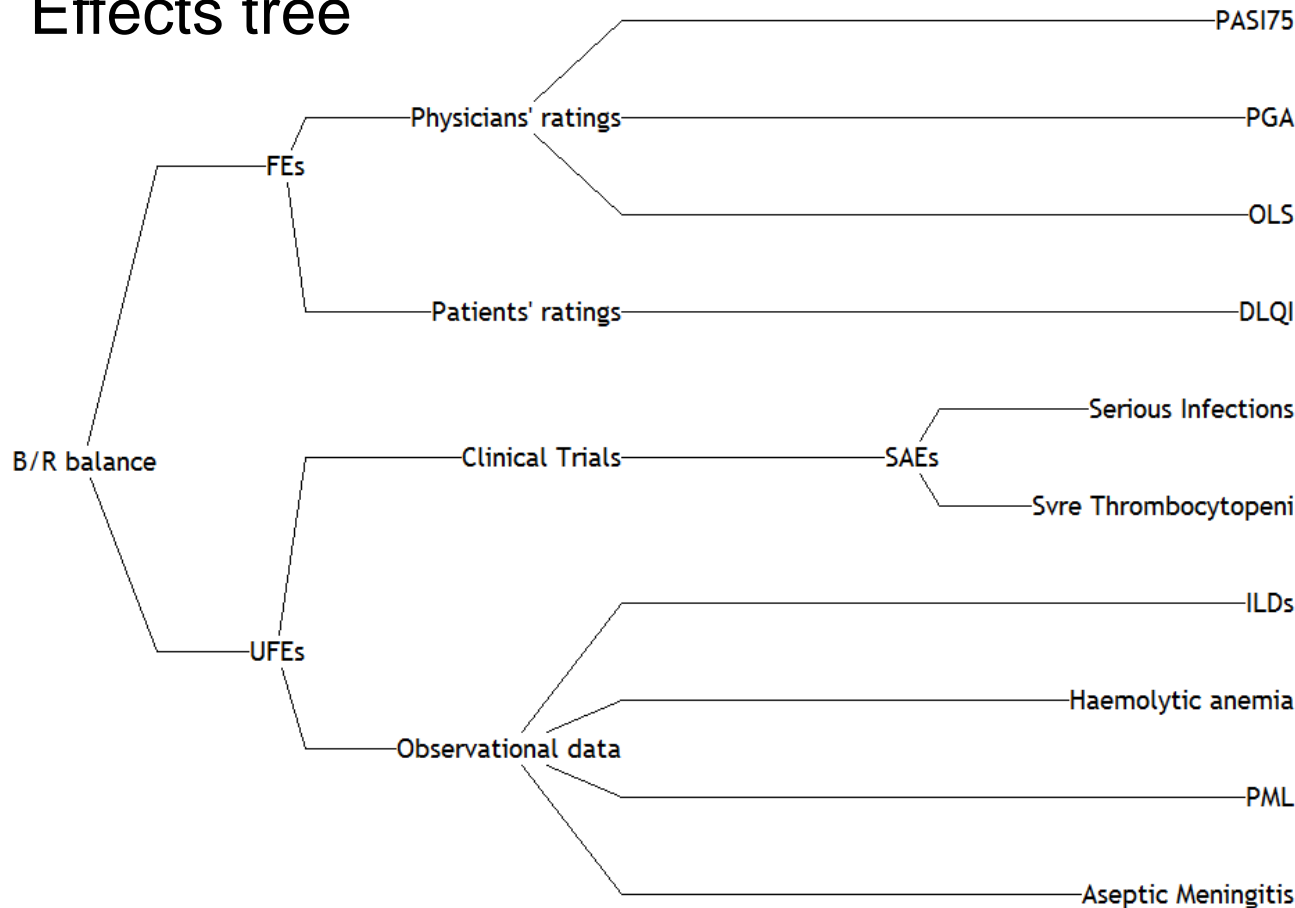 Effects tree
PASI75
Physicians' ratings
PGA
FEs
OLS
Patients' ratings
DLQI
Serious Infections
B/R balance
Clinical Trials
SAEs
Svre Thrombocytopeni
ILDs
UFEs
Haemolytic anemia
Observational data
PML
Aseptic Meningitis